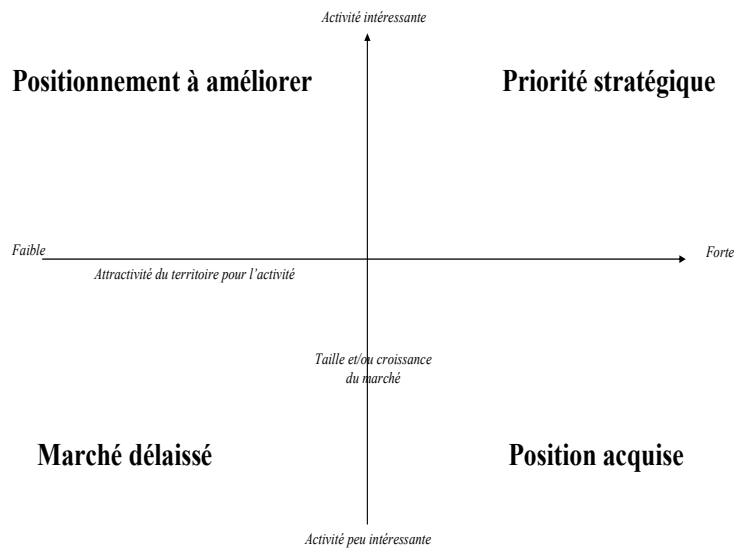 Activité intéressante
Positionnement à améliorer
Priorité stratégique
Faible
Forte
Attractivité du territoire pour l'activité
Taille et/ou croissance
du marché
Marché délaissé
Position acquise
Activité peu intéressante